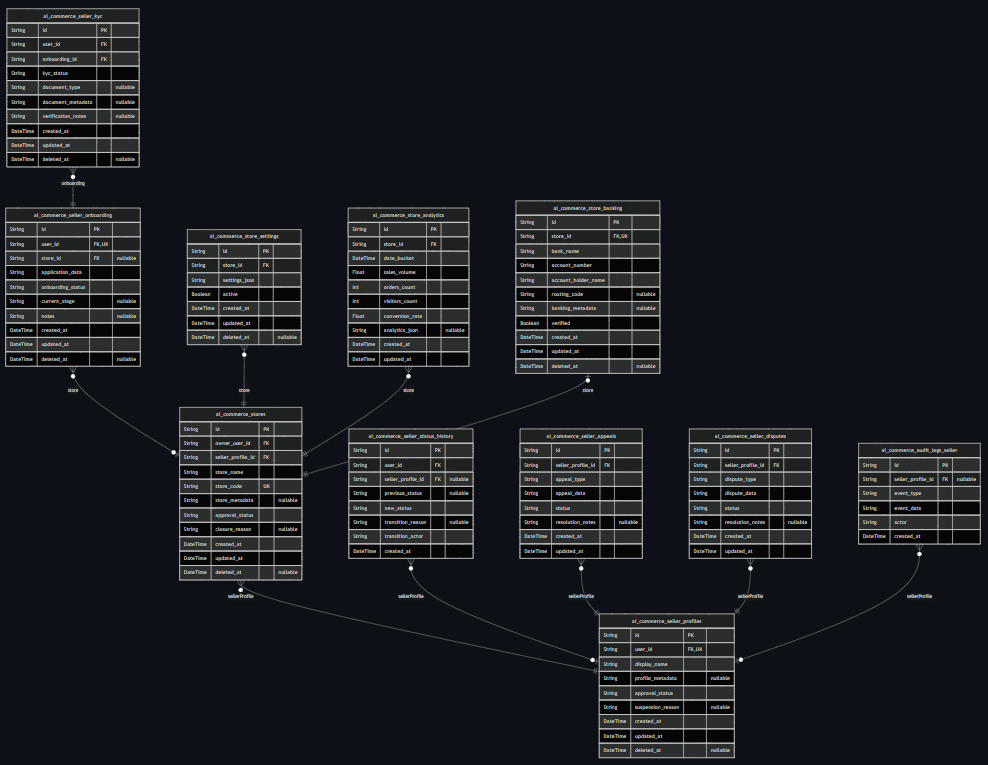 ai_commerce_seller_kyc
String id PK
String user_id FK
String onboarding_id FK
String kyc_status
String document_type nullable
String document_metadata nullable
String verification_notes nullable
DateTime created_at
DateTime updated_at
DateTime deleted_at nullable
onboarding
ai_commerce_seller_onboarding
String id PK
String user_id FK,UK
String store_id FK nullable
String application_data
String onboarding_status
String current_stage nullable
String notes nullable
DateTime created_at
DateTime updated_at
DateTime deleted_at nullable
store
ai_commerce_store_settings
String id PK
String store_id FK
String settings_json
Boolean active
DateTime created_at
DateTime updated_at
DateTime deleted_at nullable
store
ai_commerce_store_analytics
String id PK
String store_id FK
DateTime date_bucket
Float sales_volume
Int orders_count
Int visitors_count
Float conversion_rate
String analytics_json nullable
DateTime created_at
DateTime updated_at
store
ai_commerce_store_banking
String id PK
String store_id FK,UK
String bank_name
String account_number
String account_holder_name
String routing_code nullable
String banking_metadata nullable
Boolean verified
DateTime created_at
DateTime updated_at
DateTime deleted_at nullable
store
ai_commerce_stores
String id PK
String owner_user_id FK
String seller_profile_id FK
String store_name
String store_code UK
String store_metadata nullable
String approval_status
String closure_reason nullable
DateTime created_at
DateTime updated_at
DateTime deleted_at nullable
sellerProfile
ai_commerce_seller_status_history
String id PK
String user_id FK
String seller_profile_id FK nullable
String previous_status nullable
String new_status
String transition_reason nullable
String transition_actor
DateTime created_at
sellerProfile
ai_commerce_seller_appeals
String id PK
String seller_profile_id FK
String appeal_type
String appeal_data
String status
String resolution_notes nullable
DateTime created_at
DateTime updated_at
sellerProfile
ai_commerce_seller_disputes
String id PK
String seller_profile_id FK
String dispute_type
String dispute_data
String status
String resolution_notes nullable
DateTime created_at
DateTime updated_at
sellerProfile
ai_commerce_audit_logs_seller
String id PK
String seller_profile_id FK nullable
String event_type
String event_data
String actor
DateTime created_at
sellerProfile
ai_commerce_seller_profiles
String id PK
String user_id FK,UK
String display_name
String profile_metadata nullable
String approval_status
String suspension_reason nullable
DateTime created_at
DateTime updated_at
DateTime deleted_at nullable